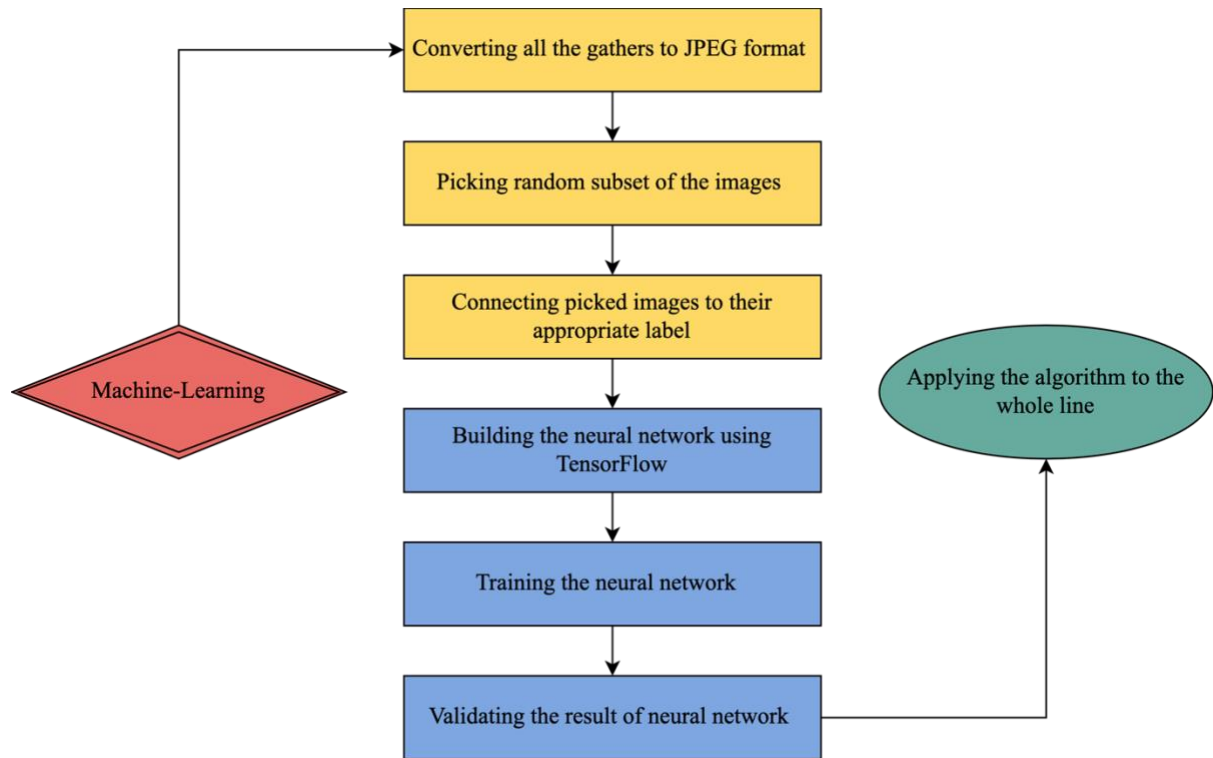 Converting all the gathers to JPEG format
Picking random subset of the images
Connecting picked images to their
appropriate label
Machine-Learning
Applying the algorithm to the
whole line
Building the neural network using
TensorFlow
Training the neural network
Validating the result of neural network